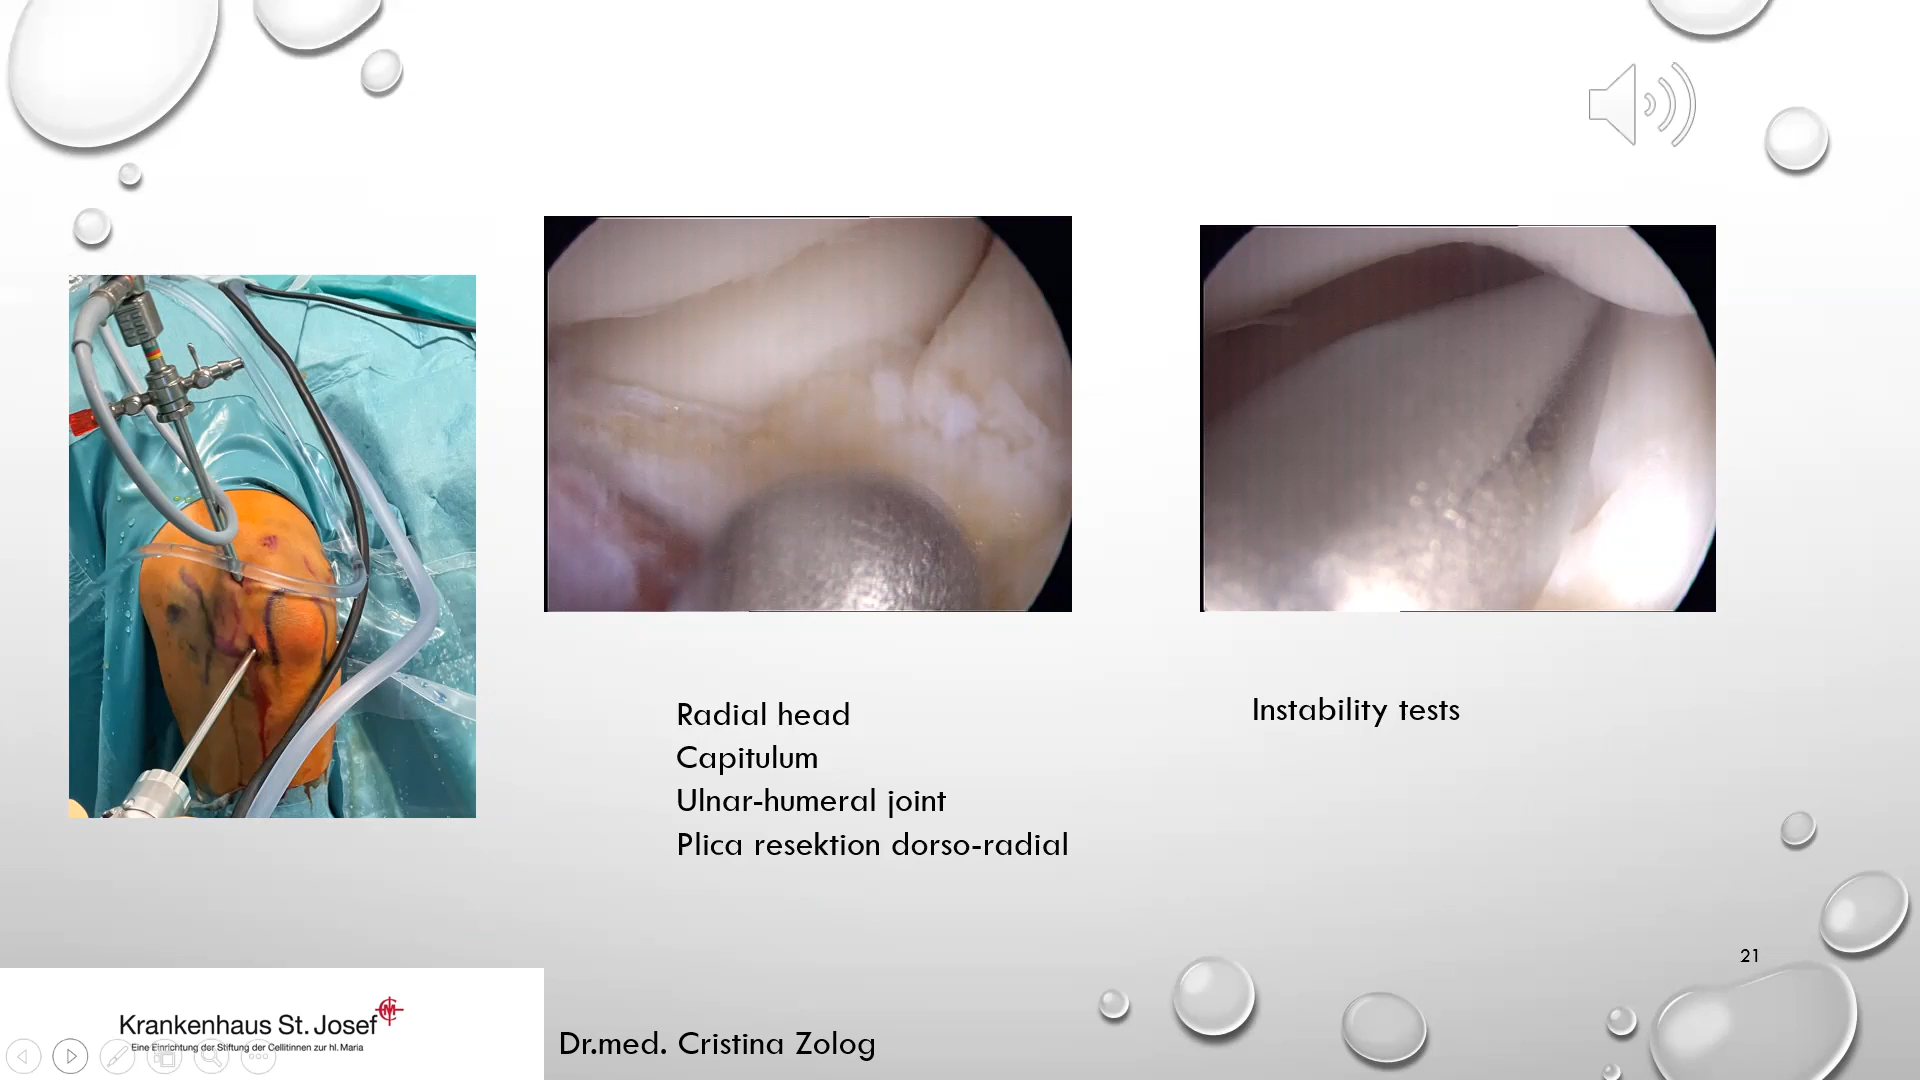 Radial head
Capitulum
Ulnar-humeral joint
Plica resektion dorso-radial
Instability tests
21
Krankenhaus St. Josef
Eine Einrichtung der Stiftung der Cellitinnen zur hl. Maria
Dr.med. Cristina Zolog